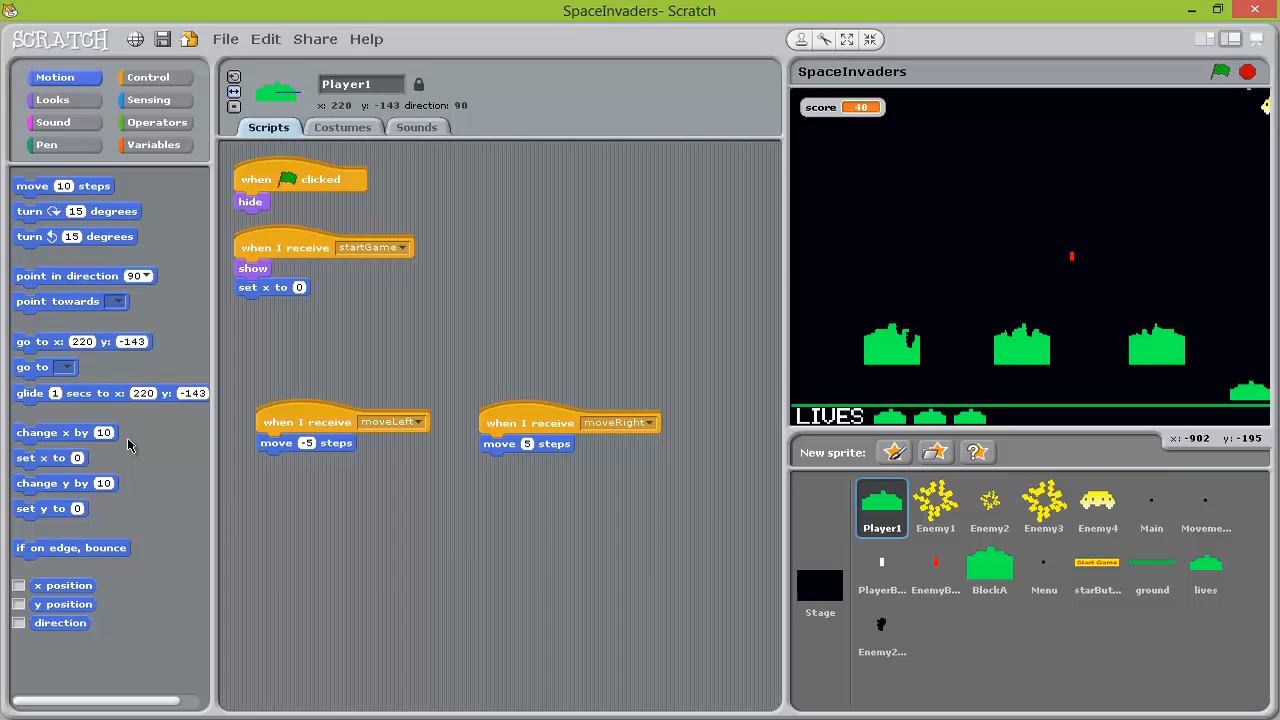 SpaceInvaders- Scratch
SCRATCH File Edit Share Help
Motion Control
Looks Sensing
Sound Operators
Pen Variables
move 10 steps
turn 15 degrees
turn 15 degrees
point in direction 90
point towards
go to x: 220 y: -143
go to
glide 1 secs to x: 220 y: -143
change x by 10
set x to 0
change y by 10
set y to 0
if on edge, bounce
x position
y position
direction
Player1
x: 220 y: -143 direction: 90
Scripts Costumes Sounds
when clicked
hide
when I receive startGame
show
set x to 0
when I receive moveLeft
move -5 steps
when I receive moveRight
move 5 steps
SpaceInvaders
score 40
LIVES
x: -902 y: -195
New sprite:
Player1 Enemy1 Enemy2 Enemy3 Enemy4 Main Moveme...
PlayerB... EnemyB... BlockA Menu starBut... ground lives
Start Game
Stage
Enemy2...